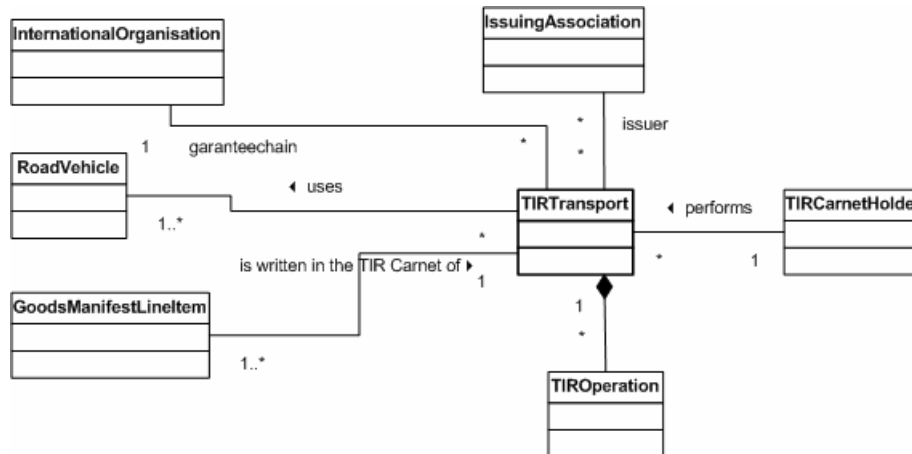 InternationalOrganisation
IssuingAssociation
1
garanteechain
*
*
*
issuer
RoadVehicle
1..*
◄ uses
*
TIRTransport
◄ performs
*
1
TIRCarnetHolde
is written in the TIR Carnet of ►
1
GoodsManifestLineItem
1..*
1
*
TIROperation